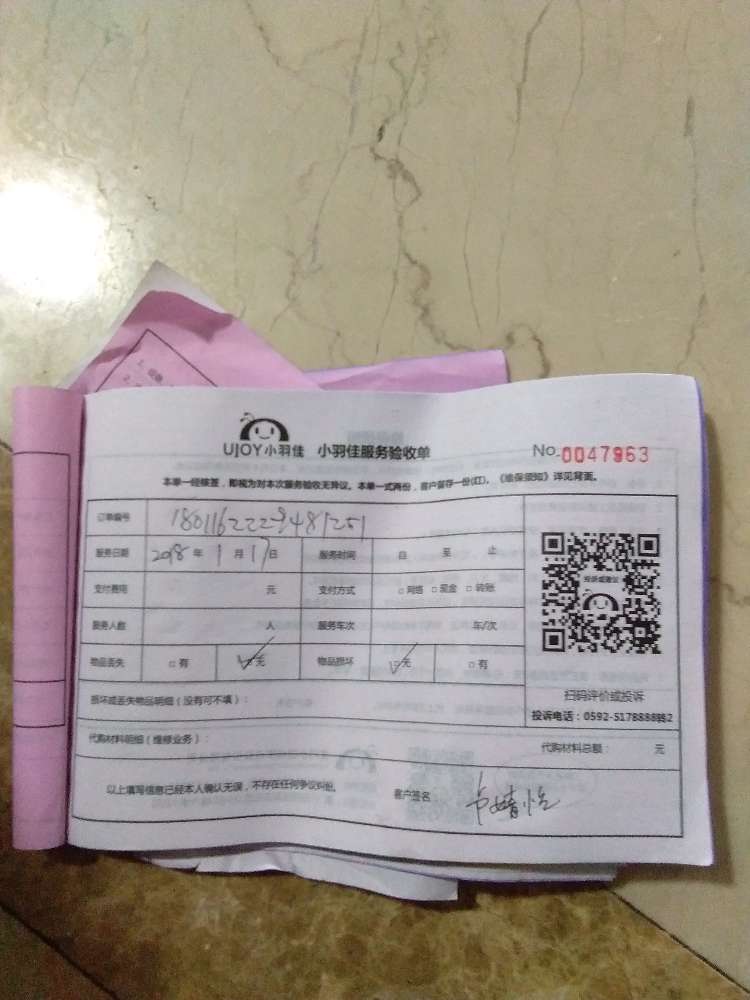 UJOY小羽佳 小羽佳服务验收单 No.0047963
本单一经核签，即视为对本次服务验收无异议。本单一式两份，客户留存一份(红)。《维保须知》详见背面。
订单编号
服务日期 2018 年 1 月 17 日 服务时间 自 至 止
支付费用 元 支付方式 □ 网络 □ 现金 □ 转账
服务人数 人 服务车次 车/次
物品丢失 □ 有 □ 无 物品损坏 □ 无 □ 有
投诉或建议
扫码评价或投诉
投诉电话：0592-5178888转2
损坏或丢失物品明细（没有可不填）：
代购材料明细（维修业务）： 代购材料总额： 元
以上填写信息已经本人确认无误，不存在任何争议纠纷。 客户签名